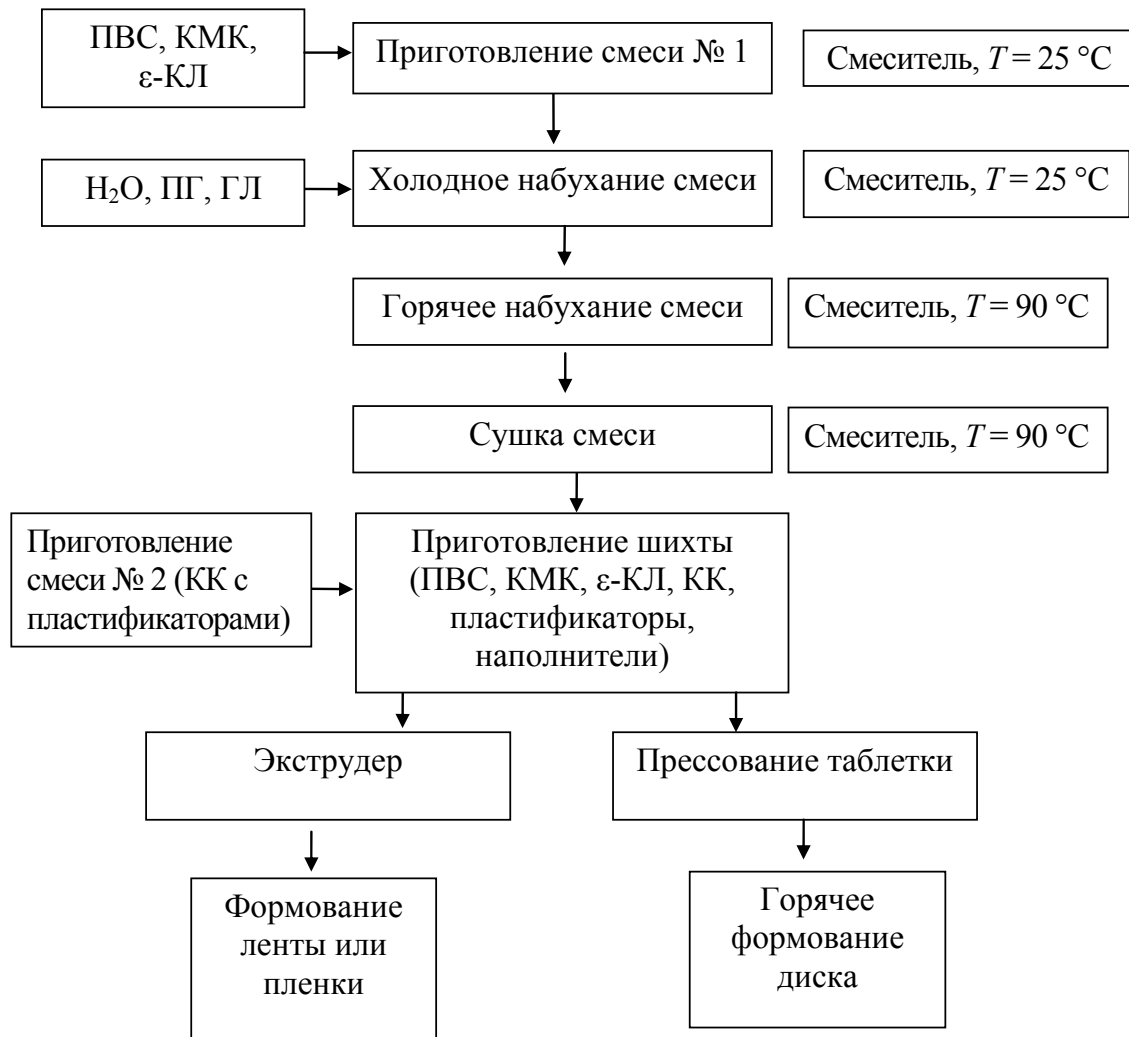 ПВС, КМК,
ε-КЛ
Приготовление смеси № 1
Смеситель, T = 25 °C
H₂O, ПГ, ГЛ
Холодное набухание смеси
Смеситель, T = 25 °C
Горячее набухание смеси
Смеситель, T = 90 °C
Сушка смеси
Смеситель, T = 90 °C
Приготовление
смеси № 2 (КК с
пластификаторами)
Приготовление шихты
(ПВС, КМК, ε-КЛ, КК,
пластификаторы,
наполнители)
Экструдер
Прессование таблетки
Формование
ленты или
пленки
Горячее
формование
диска